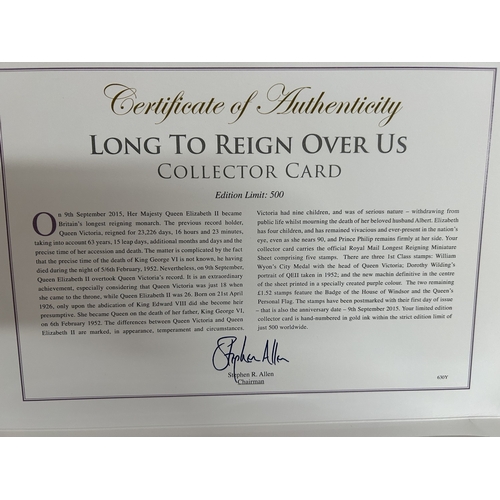 Certificate of Authenticity
LONG TO REIGN OVER US
COLLECTOR CARD
Edition Limit: 500
On 9th September 2015, Her Majesty Queen Elizabeth II became
Britain's longest reigning monarch. The previous record holder,
Queen Victoria, reigned for 23,226 days, 16 hours and 23 minutes,
taking into account 63 years, 15 leap days, additional months and days and the
precise time of her accession and death. The matter is complicated by the fact
that the precise time of the death of King George VI is not known, he having
died during the night of 5/6th February, 1952. Nevertheless, on 9th September,
Queen Elizabeth II overtook Queen Victoria's record. It is an extraordinary
achievement, especially considering that Queen Victoria was just 18 when
she came to the throne, while Queen Elizabeth II was 26. Born on 21st April
1926, only upon the abdication of King Edward VIII did she become heir
presumptive. She became Queen on the death of her father, King George VI,
on 6th February 1952. The differences between Queen Victoria and Queen
Elizabeth II are marked, in appearance, temperament and circumstances.
Victoria had nine children, and was of serious nature – withdrawing from
public life whilst mourning the death of her beloved husband Albert. Elizabeth
has four children, and has remained vivacious and ever-present in the nation's
eye, even as she nears 90, and Prince Philip remains firmly at her side. Your
collector card carries the official Royal Mail Longest Reigning Miniature
Sheet comprising five stamps. There are three 1st Class stamps: William
Wyon's City Medal with the head of Queen Victoria; Dorothy Wilding's
portrait of QEII taken in 1952; and the new machin definitive in the centre
of the sheet printed in a specially created purple colour. The two remaining
£1.52 stamps feature the Badge of the House of Windsor and the Queen's
Personal Flag. The stamps have been postmarked with their first day of issue
– that is also the anniversary date – 9th September 2015. Your limited edition
collector card is hand-numbered in gold ink within the strict edition limit of
just 500 worldwide.
Stephen Allen
Stephen R. Allen
Chairman
630Y